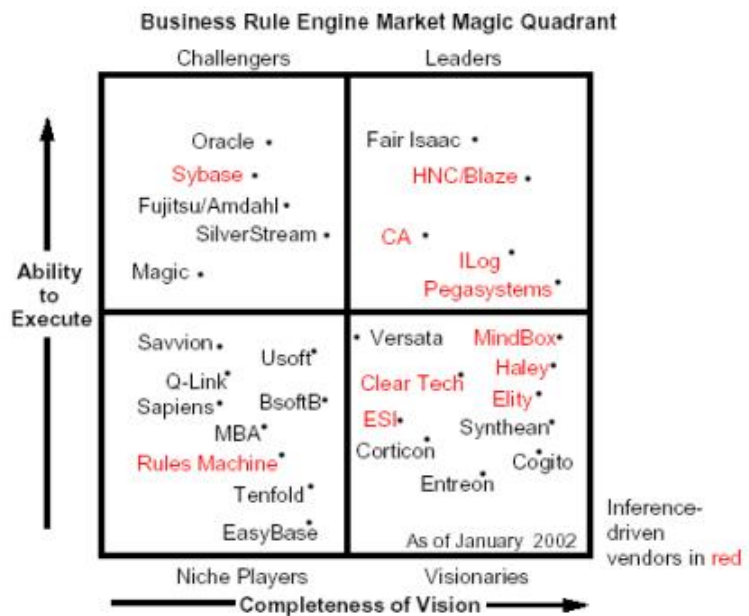 Business Rule Engine Market Magic Quadrant
Challengers
Leaders
Oracle
Sybase
Fujitsu/Amdahl
SilverStream
Magic
Fair Isaac
HNC/Blaze
CA
ILog
Pegasystems
Ability
to
Execute
Savvion
Usoft
Q-Link
Sapiens
BsoftB
MBA
Rules Machine
Tenfold
EasyBase
Versata
MindBox
Haley
Clear Tech
Elity
ESI
Synthean
Corticon
Cogito
Entreon
As of January 2002
Inference-
driven
vendors in red
Niche Players
Visionaries
Completeness of Vision